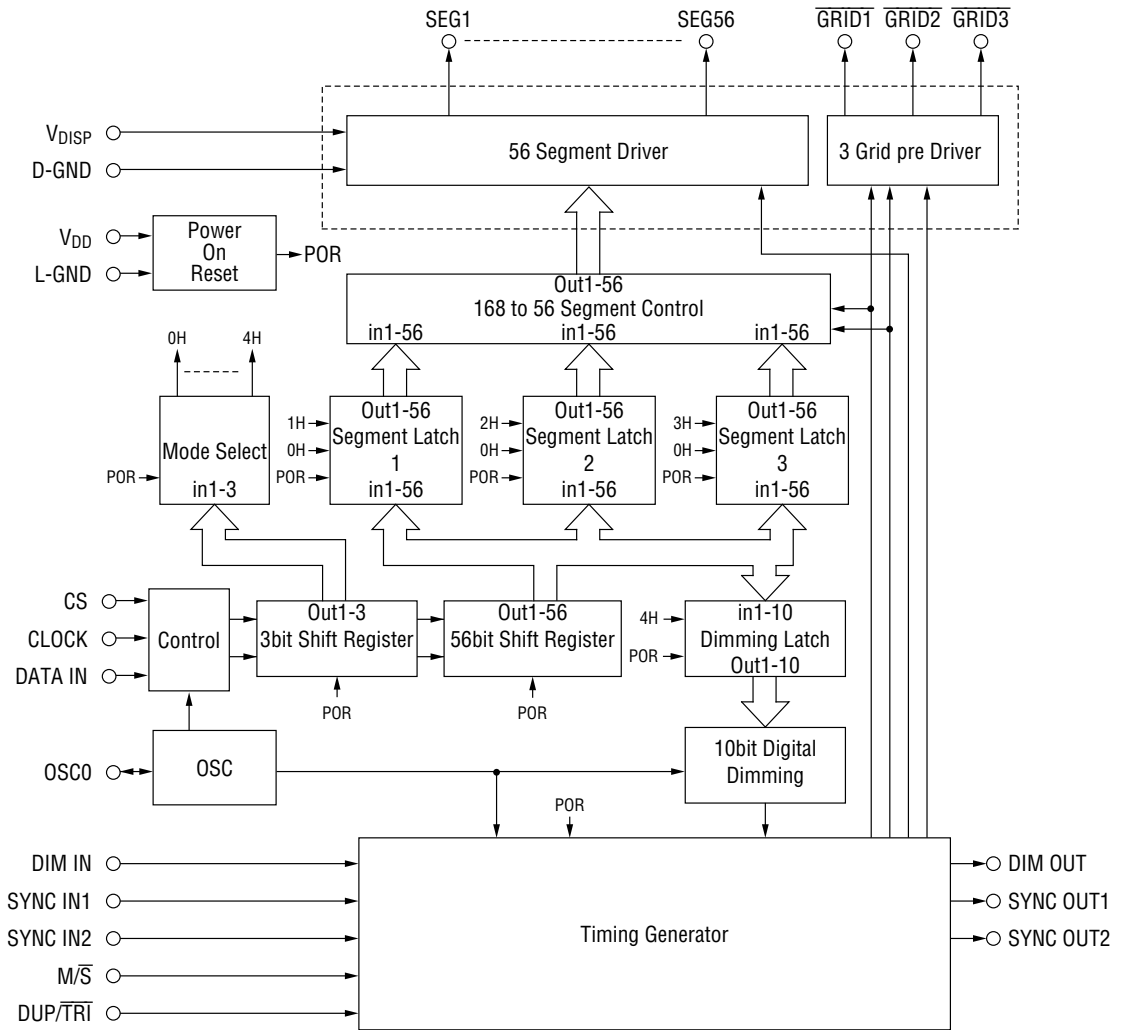 SEG1 SEG56 G̅R̅I̅D̅1̅ G̅R̅I̅D̅2̅ G̅R̅I̅D̅3̅
VDISP
D-GND
56 Segment Driver
3 Grid pre Driver
VDD
L-GND
Power
On
Reset
POR
Out1-56
168 to 56 Segment Control
in1-56 in1-56 in1-56
0H 4H
Mode Select
POR
in1-3
1H
0H
POR
Out1-56
Segment Latch
1
in1-56
2H
0H
POR
Out1-56
Segment Latch
2
in1-56
3H
0H
POR
Out1-56
Segment Latch
3
in1-56
CS
CLOCK
DATA IN
Control
Out1-3
3bit Shift Register
POR
Out1-56
56bit Shift Register
POR
4H
POR
in1-10
Dimming Latch
Out1-10
OSC0
OSC
10bit Digital
Dimming
POR
DIM IN
SYNC IN1
SYNC IN2
M/S̅
DUP/T̅R̅I̅
Timing Generator
DIM OUT
SYNC OUT1
SYNC OUT2